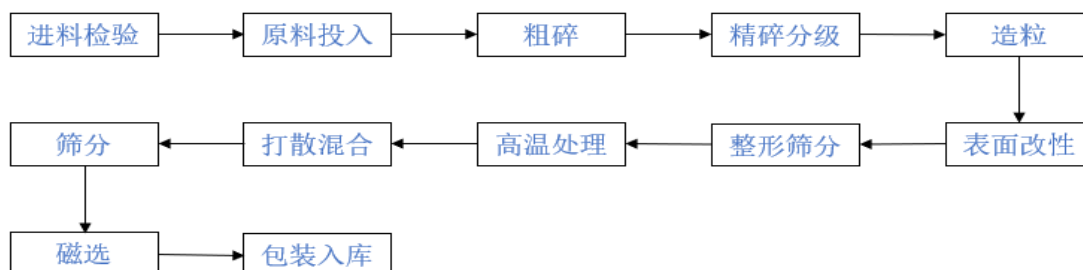 进料检验
原料投入
粗碎
精碎分级
造粒
表面改性
整形筛分
高温处理
打散混合
筛分
磁选
包装入库